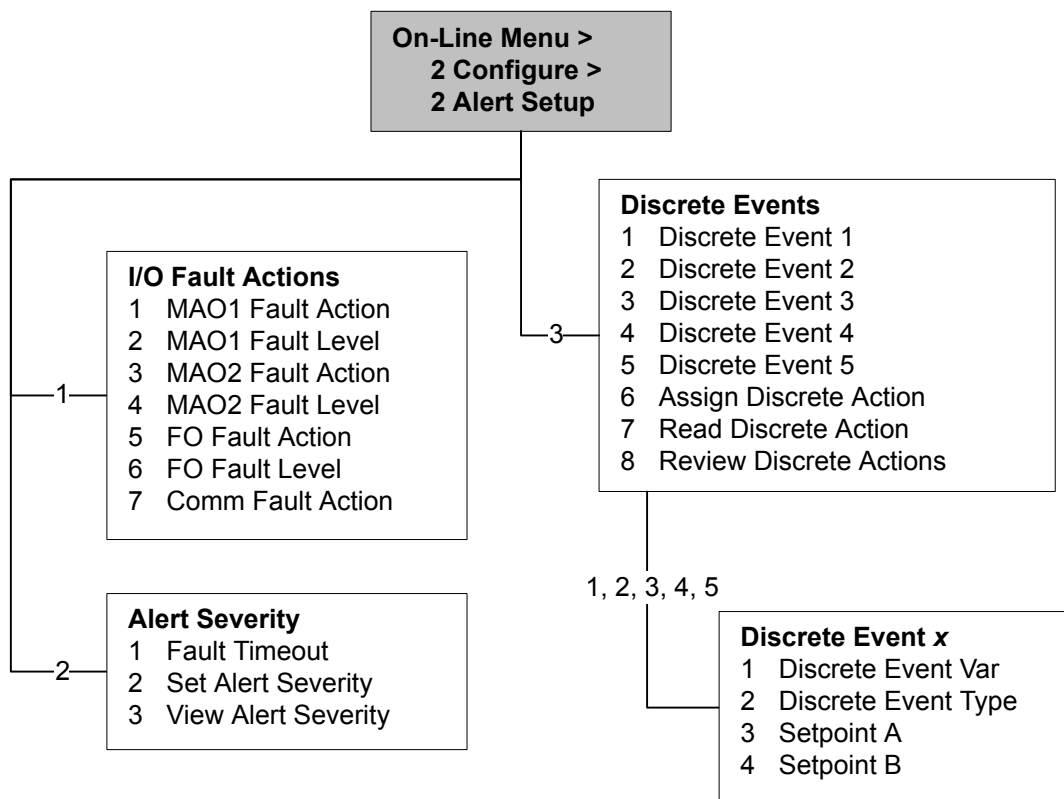 On-Line Menu >
2 Configure >
2 Alert Setup
1
I/O Fault Actions
1 MAO1 Fault Action
2 MAO1 Fault Level
3 MAO2 Fault Action
4 MAO2 Fault Level
5 FO Fault Action
6 FO Fault Level
7 Comm Fault Action
2
Alert Severity
1 Fault Timeout
2 Set Alert Severity
3 View Alert Severity
3
Discrete Events
1 Discrete Event 1
2 Discrete Event 2
3 Discrete Event 3
4 Discrete Event 4
5 Discrete Event 5
6 Assign Discrete Action
7 Read Discrete Action
8 Review Discrete Actions
1, 2, 3, 4, 5
Discrete Event x
1 Discrete Event Var
2 Discrete Event Type
3 Setpoint A
4 Setpoint B